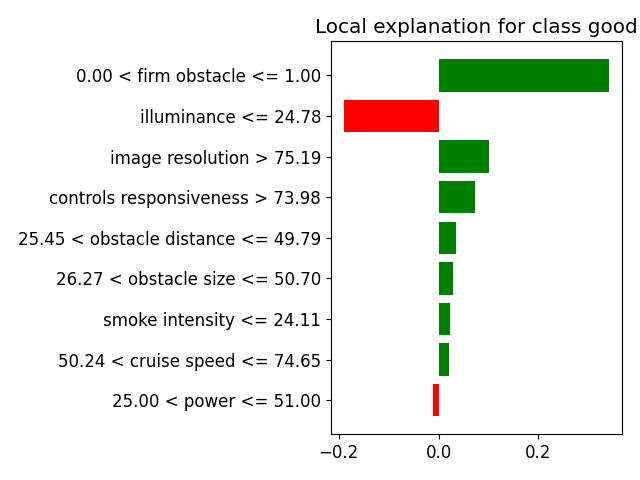 Local explanation for class good
0.00 < firm obstacle <= 1.00
illuminance <= 24.78
image resolution > 75.19
controls responsiveness > 73.98
25.45 < obstacle distance <= 49.79
26.27 < obstacle size <= 50.70
smoke intensity <= 24.11
50.24 < cruise speed <= 74.65
25.00 < power <= 51.00
−0.2 0.0 0.2